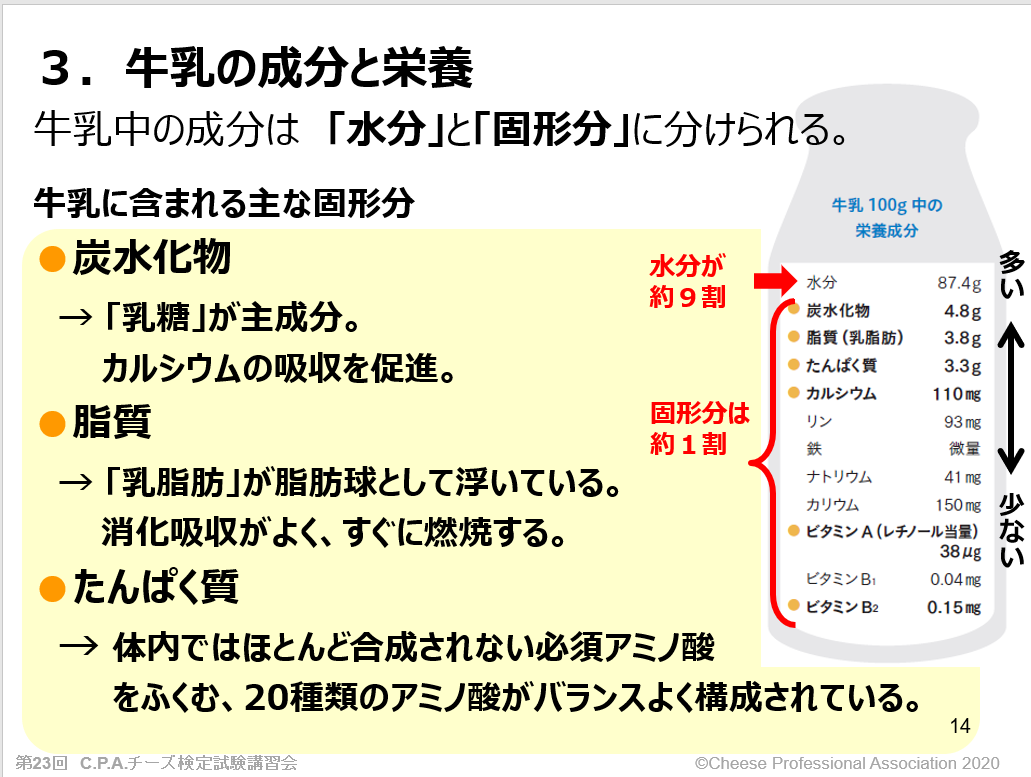 ３．牛乳の成分と栄養
牛乳中の成分は 「水分」と「固形分」に分けられる。
牛乳に含まれる主な固形分
●炭水化物
→「乳糖」が主成分。
カルシウムの吸収を促進。
●脂質
→「乳脂肪」が脂肪球として浮いている。
消化吸収がよく、すぐに燃焼する。
●たんぱく質
→ 体内ではほとんど合成されない必須アミノ酸
をふくむ、20種類のアミノ酸がバランスよく構成されている。
水分が
約９割
固形分は
約１割
牛乳 100g 中の
栄養成分
水分 87.4g
●炭水化物 4.8g
●脂質（乳脂肪） 3.8g
●たんぱく質 3.3g
●カルシウム 110mg
リン 93mg
鉄 微量
ナトリウム 41mg
カリウム 150mg
●ビタミンA（レチノール当量）
38μg
ビタミンB1 0.04mg
●ビタミンB2 0.15mg
多い
少ない
14
第23回 C.P.A.チーズ検定試験講習会
©Cheese Professional Association 2020